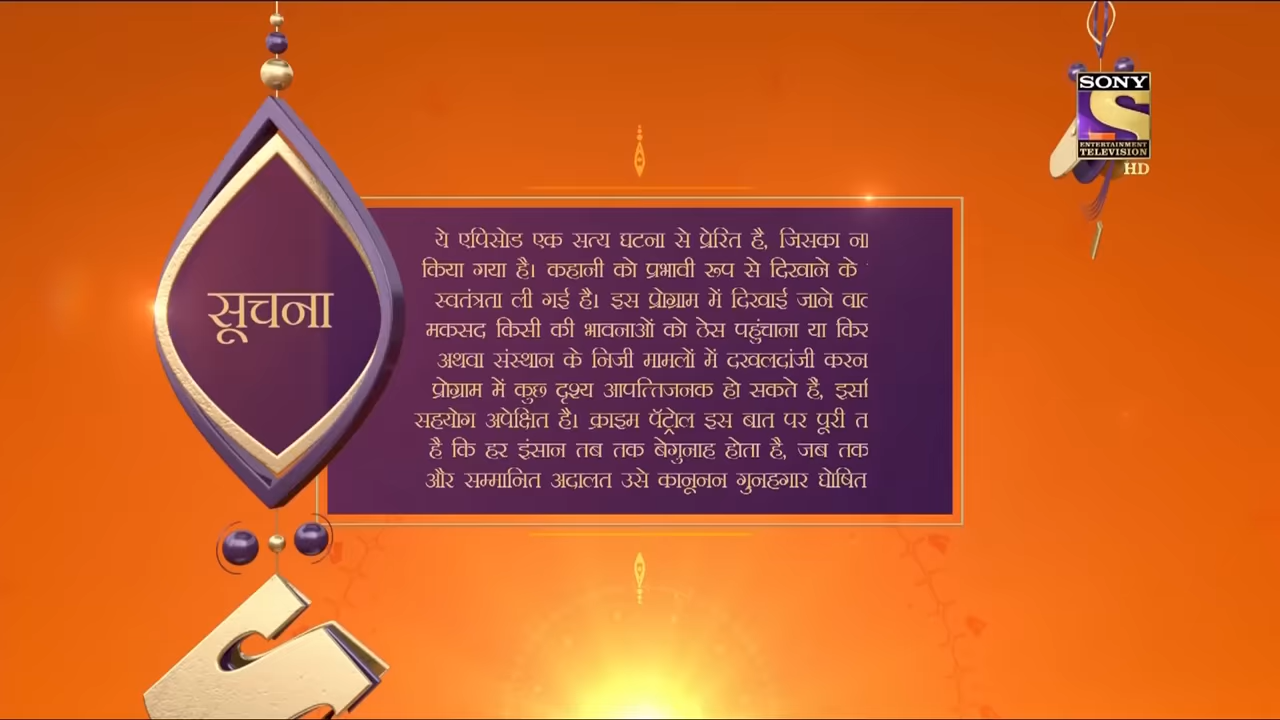 SONY
ENTERTAINMENT
TELEVISION
HD
सूचना
ये एपिसोड एक सत्य घटना से प्रेरित है, जिसका
किया गया है। कहानी को प्रभावी रूप से दिखाने के
स्वतंत्रता ली गई है। इस प्रोग्राम में दिखाई जाने
मकसद किसी की भावनाओं को ठेस पहुंचाना या
अथवा संस्थान के निजी मामलों में दखलदांजी
प्रोग्राम में कुछ दृश्य आपत्तिजनक हो सकते है,
सहयोग अपेक्षित है। क्राइम पॅट्रोल इस बात पर पूरी
है कि हर इंसान तब तक बेगुनाह होता है, जब तक
और सम्मानित अदालत उसे कानूनन गुनहगार घोषित